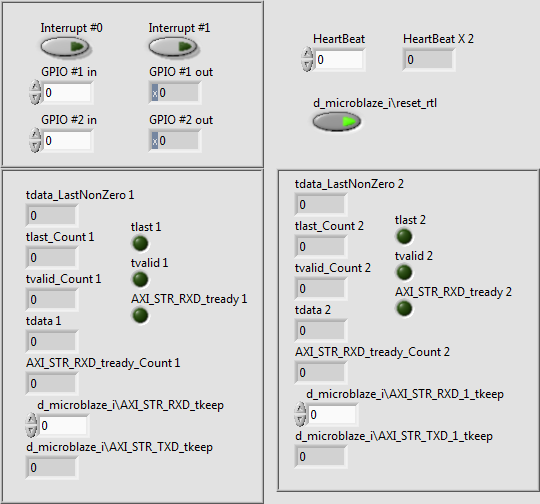 Interrupt #0
Interrupt #1
GPIO #1 in
GPIO #1 out
0
x 0
GPIO #2 in
GPIO #2 out
0
x 0
HeartBeat
HeartBeat X 2
0
0
d_microblaze_i\reset_rtl
tdata_LastNonZero 1
0
tlast_Count 1
tlast 1
0
tvalid_Count 1
tvalid 1
0
tdata 1
AXI_STR_RXD_tready 1
0
AXI_STR_RXD_tready_Count 1
0
d_microblaze_i\AXI_STR_RXD_tkeep
0
d_microblaze_i\AXI_STR_TXD_tkeep
0
tdata_LastNonZero 2
0
tlast_Count 2
tlast 2
0
tvalid_Count 2
tvalid 2
0
tdata 2
AXI_STR_RXD_tready 2
0
AXI_STR_RXD_tready_Count 2
0
d_microblaze_i\AXI_STR_RXD_1_tkeep
0
d_microblaze_i\AXI_STR_TXD_1_tkeep
0